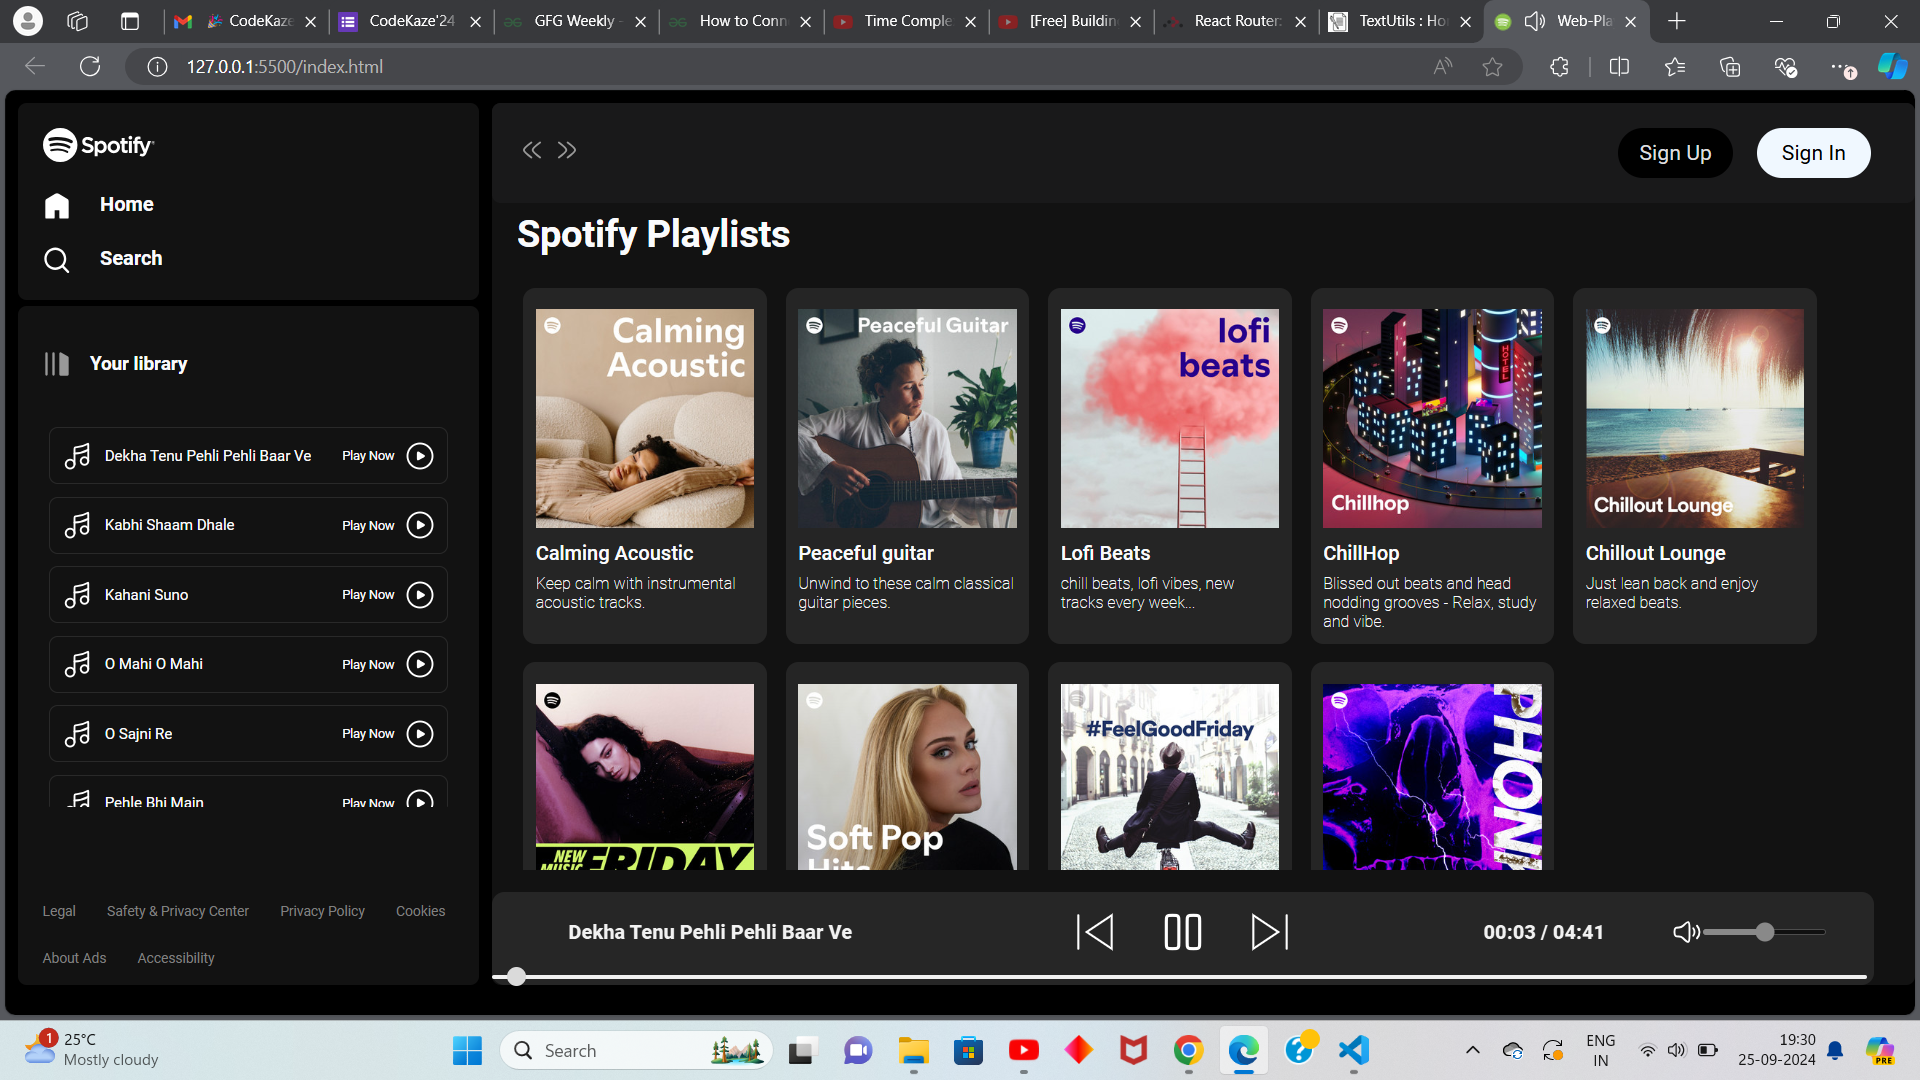 CodeKaze
CodeKaze'24
GFG Weekly -
How to Conn
Time Comple
[Free] Buildin
React Router:
TextUtils : Ho
Web-Pla
127.0.0.1:5500/index.html
Spotify
Home
Search
Your library
Dekha Tenu Pehli Pehli Baar Ve Play Now
Kabhi Shaam Dhale Play Now
Kahani Suno Play Now
O Mahi O Mahi Play Now
O Sajni Re Play Now
Pehle Bhi Main Play Now
Legal Safety & Privacy Center Privacy Policy Cookies
About Ads Accessibility
Sign Up Sign In
Spotify Playlists
Calming
Acoustic
Calming Acoustic
Keep calm with instrumental
acoustic tracks.
Peaceful Guitar
Peaceful guitar
Unwind to these calm classical
guitar pieces.
lofi
beats
Lofi Beats
chill beats, lofi vibes, new
tracks every week...
HOTEL
Chillhop
ChillHop
Blissed out beats and head
nodding grooves - Relax, study
and vibe.
Chillout Lounge
Chillout Lounge
Just lean back and enjoy
relaxed beats.
NEW
MUSIC
FRIDAY
Soft Pop
Hits
#FeelGoodFriday
PHONK
Dekha Tenu Pehli Pehli Baar Ve
00:03 / 04:41
1
25°C
Mostly cloudy
Search
ENG
IN
19:30
25-09-2024
PRE